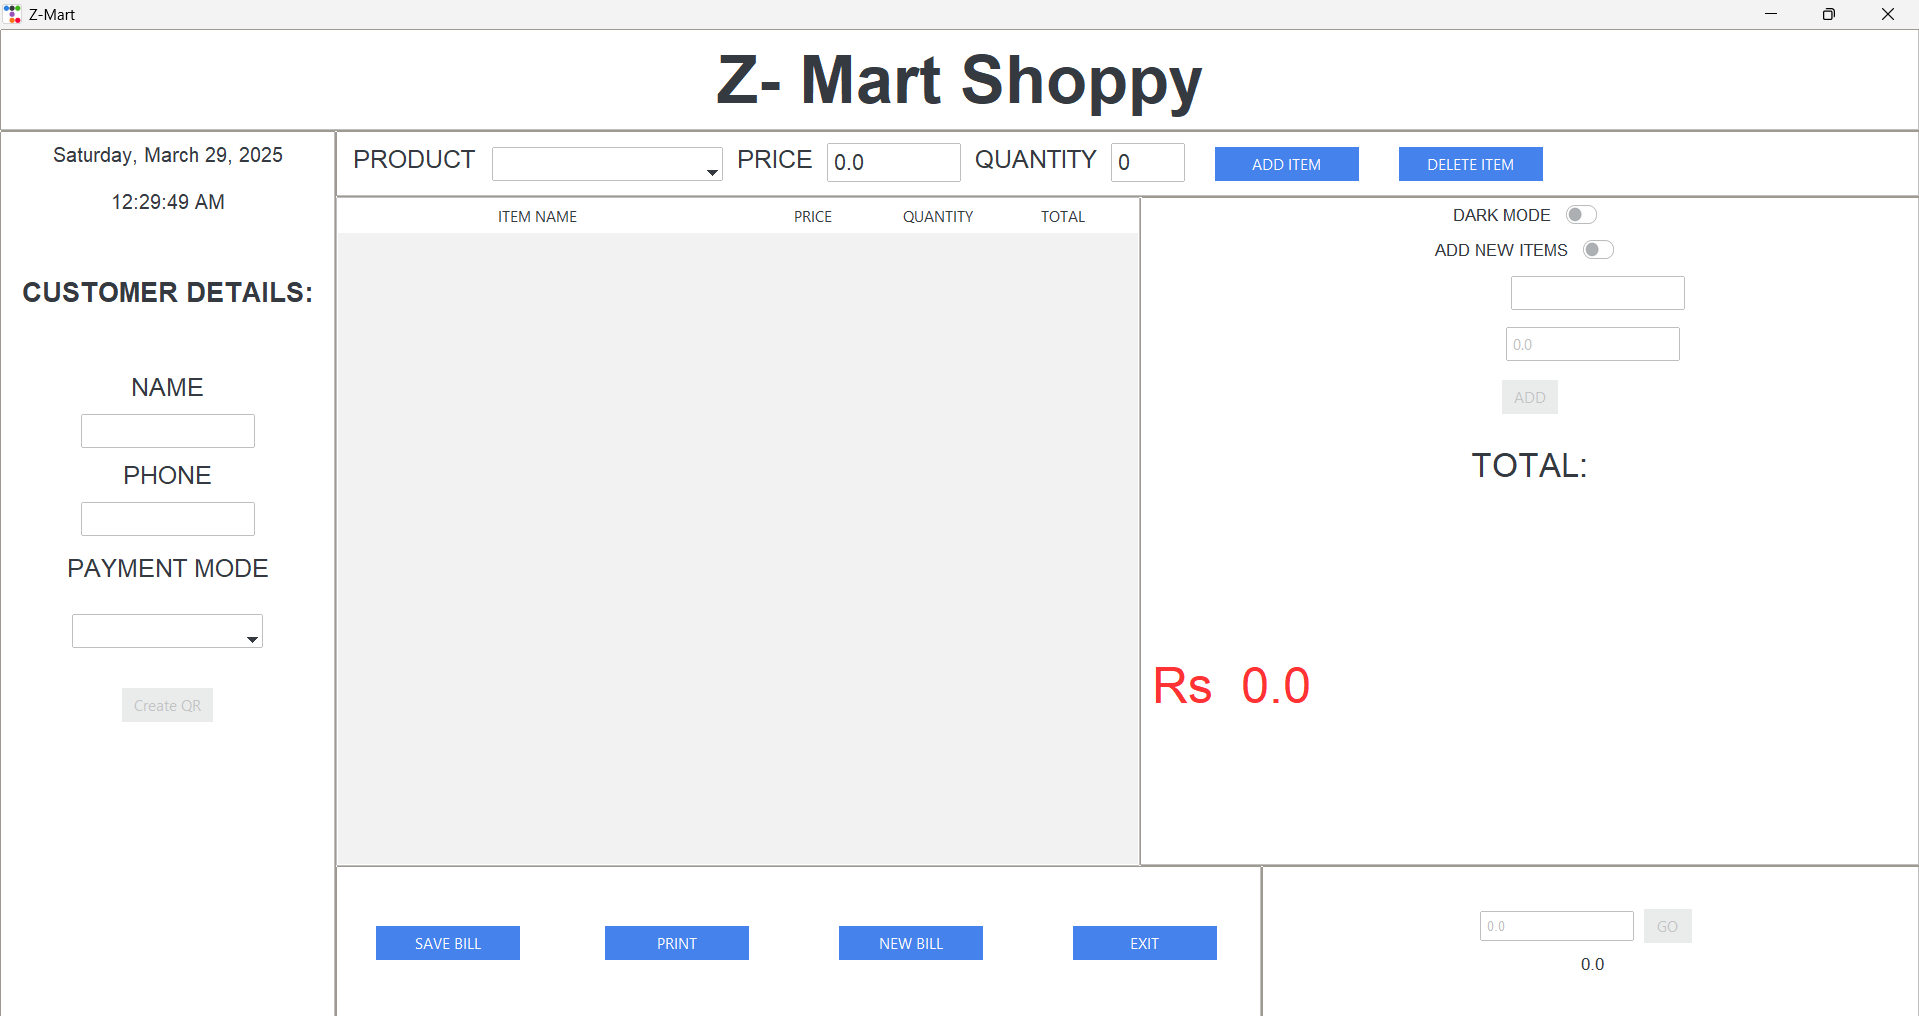 Z-Mart
Z- Mart Shoppy
Saturday, March 29, 2025
12:29:49 AM
CUSTOMER DETAILS:
NAME
PHONE
PAYMENT MODE
Create QR
PRODUCT PRICE 0.0 QUANTITY 0 ADD ITEM DELETE ITEM
ITEM NAME PRICE QUANTITY TOTAL
DARK MODE
ADD NEW ITEMS
0.0
ADD
TOTAL:
Rs 0.0
SAVE BILL PRINT NEW BILL EXIT
0.0 GO
0.0